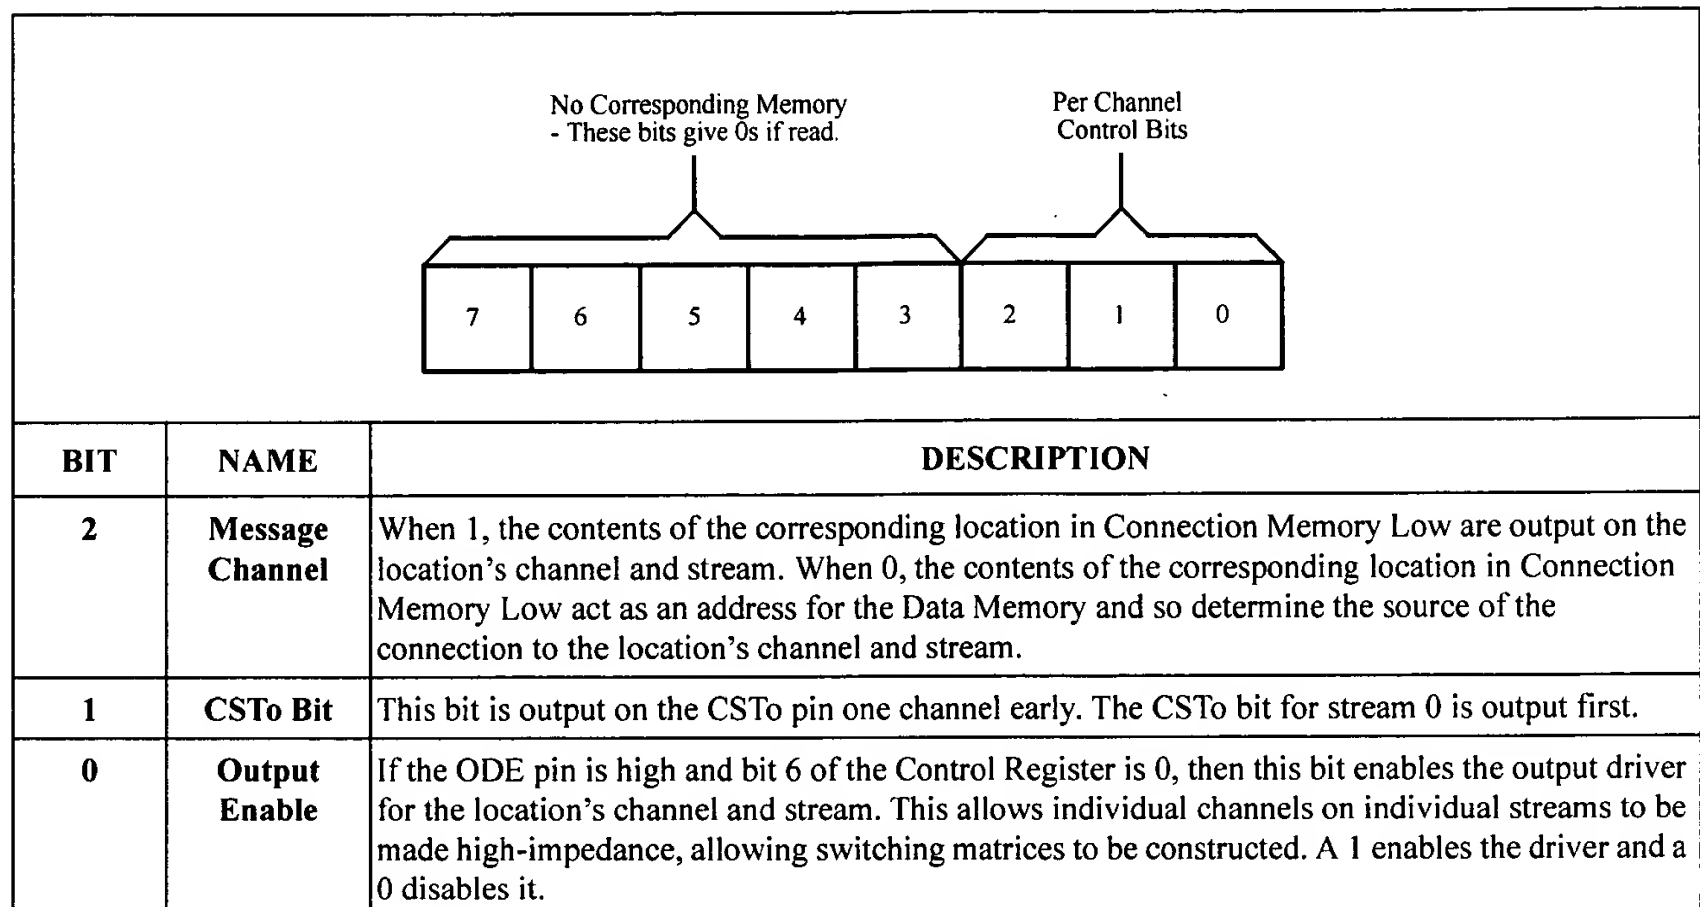 No Corresponding Memory
- These bits give 0s if read.
Per Channel
Control Bits
7 6 5 4 3 2 1 0
BIT NAME DESCRIPTION
2 Message Channel When 1, the contents of the corresponding location in Connection Memory Low are output on the
location's channel and stream. When 0, the contents of the corresponding location in Connection
Memory Low act as an address for the Data Memory and so determine the source of the
connection to the location's channel and stream.
1 CSTo Bit This bit is output on the CSTo pin one channel early. The CSTo bit for stream 0 is output first.
0 Output Enable If the ODE pin is high and bit 6 of the Control Register is 0, then this bit enables the output driver
for the location's channel and stream. This allows individual channels on individual streams to be
made high-impedance, allowing switching matrices to be constructed. A 1 enables the driver and a
0 disables it.